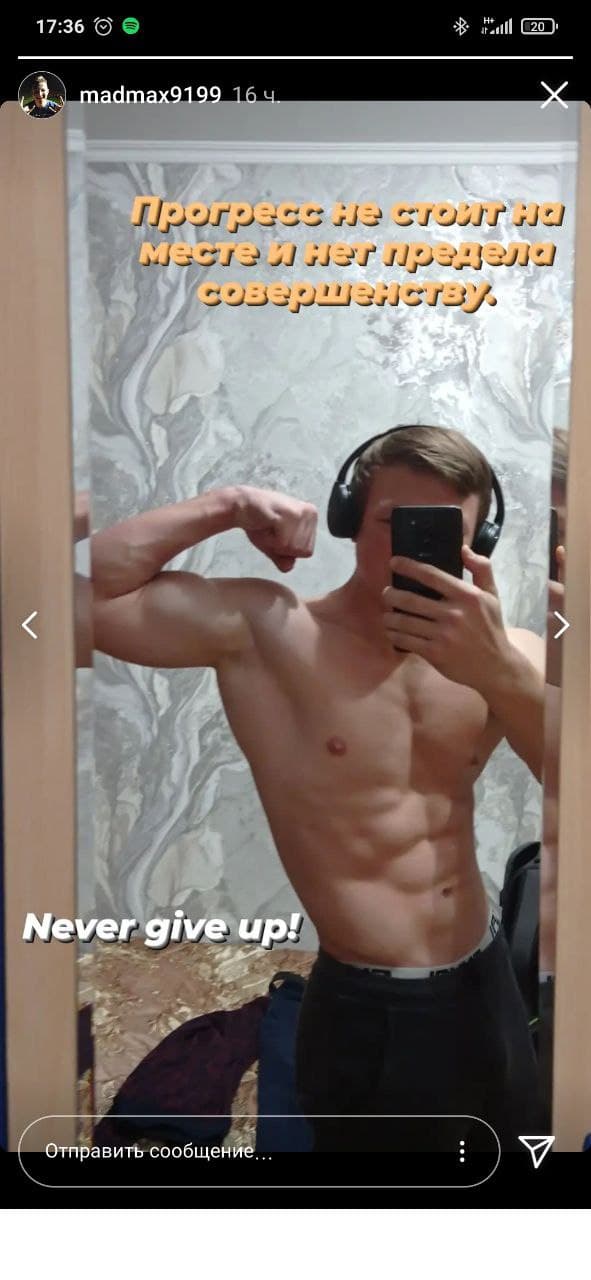 17:36
H+
20
madmax9199 16 ч.
Прогресс не стоит на
месте и нет предела
совершенству.
Never give up!
Отправить сообщение...